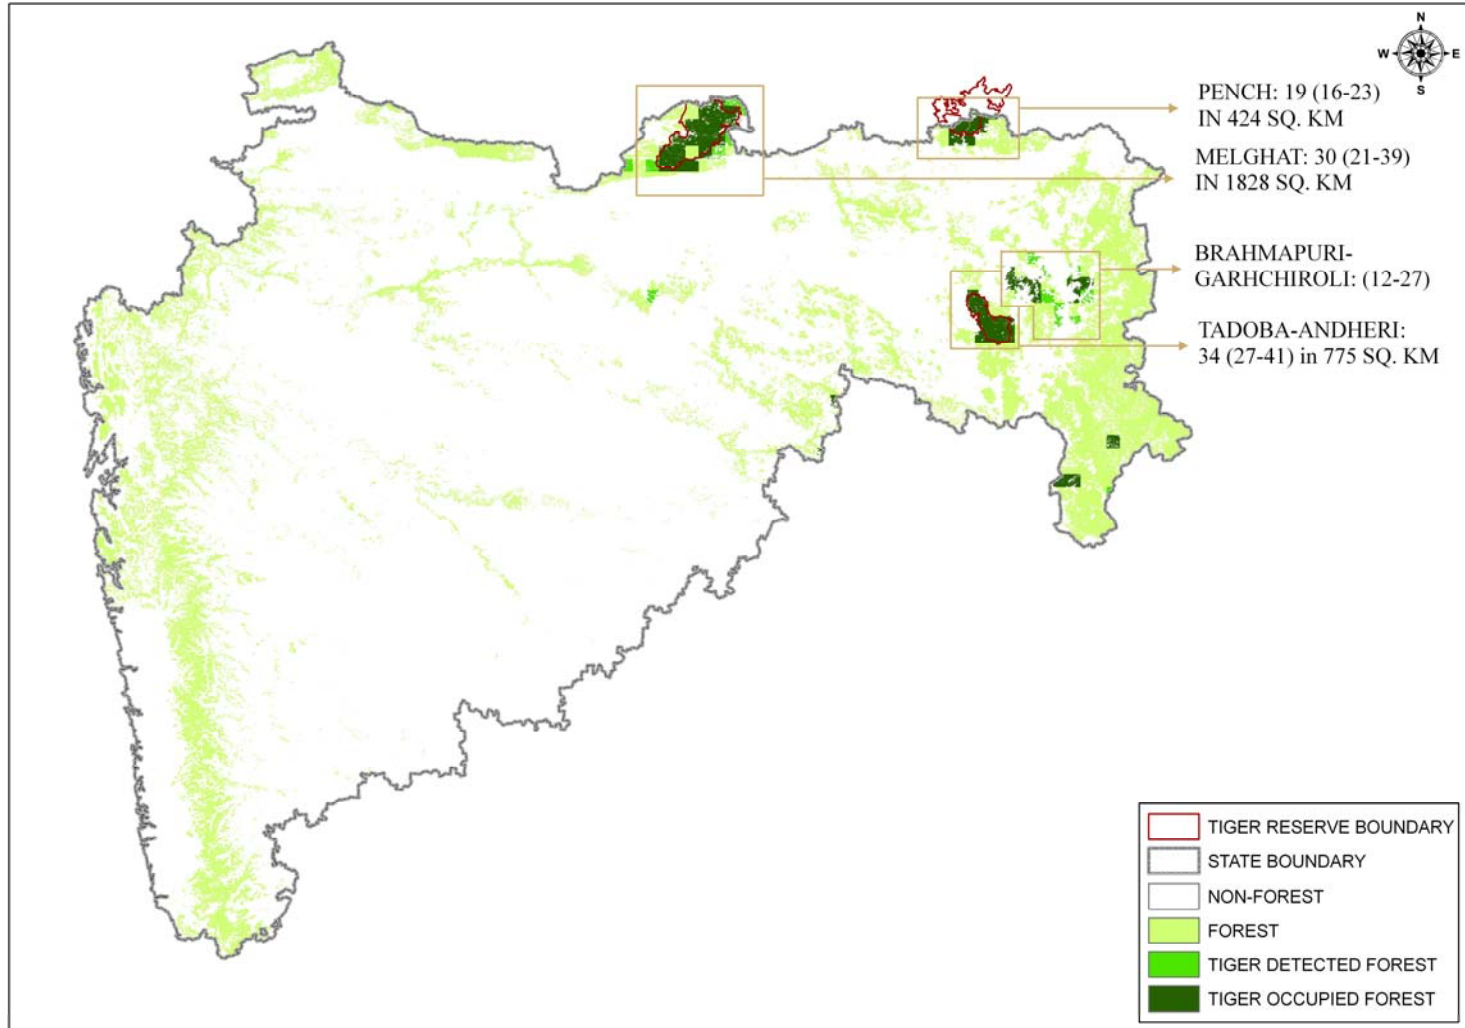 N
W E
S
PENCH: 19 (16-23)
IN 424 SQ. KM
MELGHAT: 30 (21-39)
IN 1828 SQ. KM
BRAHMAPURI-
GARHCHIROLI: (12-27)
TADOBA-ANDHERI:
34 (27-41) in 775 SQ. KM
TIGER RESERVE BOUNDARY
STATE BOUNDARY
NON-FOREST
FOREST
TIGER DETECTED FOREST
TIGER OCCUPIED FOREST